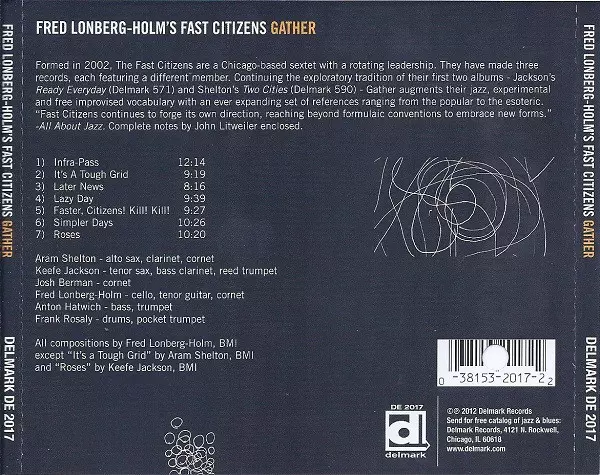 FRED LONBERG-HOLM'S FAST CITIZENS GATHER
Formed in 2002, The Fast Citizens are a Chicago-based sextet with a rotating leadership. They have made three
records, each featuring a different member. Continuing the exploratory tradition of their first two albums - Jackson's
Ready Everyday (Delmark 571) and Shelton's Two Cities (Delmark 590) - Gather augments their jazz, experimental
and free improvised vocabulary with an ever expanding set of references ranging from the popular to the esoteric.
"Fast Citizens continues to forge its own direction, reaching beyond formulaic conventions to embrace new forms."
-All About Jazz. Complete notes by John Litweiler enclosed.
1) Infra-Pass 12:14
2) It's A Tough Grid 9:19
3) Later News 8:16
4) Lazy Day 9:39
5) Faster, Citizens! Kill! Kill! 9:27
6) Simpler Days 10:26
7) Roses 10:20
Aram Shelton - alto sax, clarinet, cornet
Keefe Jackson - tenor sax, bass clarinet, reed trumpet
Josh Berman - cornet
Fred Lonberg-Holm - cello, tenor guitar, cornet
Anton Hatwich - bass, trumpet
Frank Rosaly - drums, pocket trumpet
All compositions by Fred Lonberg-Holm, BMI
except "It's a Tough Grid" by Aram Shelton, BMI
and "Roses" by Keefe Jackson, BMI
0 -38153-2017-2 2
DE 2017
d
delmark
©℗ 2012 Delmark Records
Send for free catalog of jazz & blues:
Delmark Records, 4121 N. Rockwell,
Chicago, IL 60618
www.delmark.com
FRED LONBERG-HOLM'S FAST CITIZENS GATHER
DELMARK DE 2017
FRED LONBERG-HOLM'S FAST CITIZENS GATHER
DELMARK DE 2017